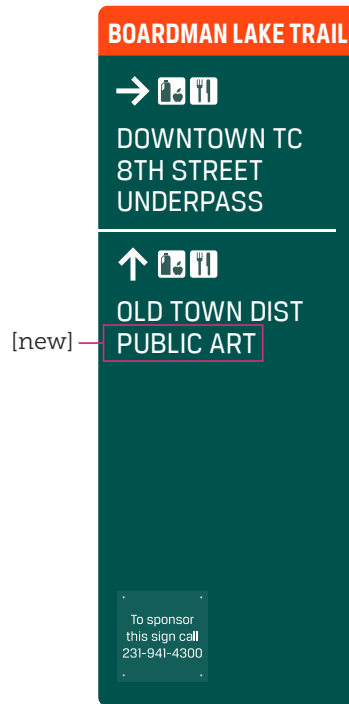 BOARDMAN LAKE TRAIL
DOWNTOWN TC
8TH STREET
UNDERPASS
OLD TOWN DIST
[new]
PUBLIC ART
To sponsor
this sign call
231-941-4300